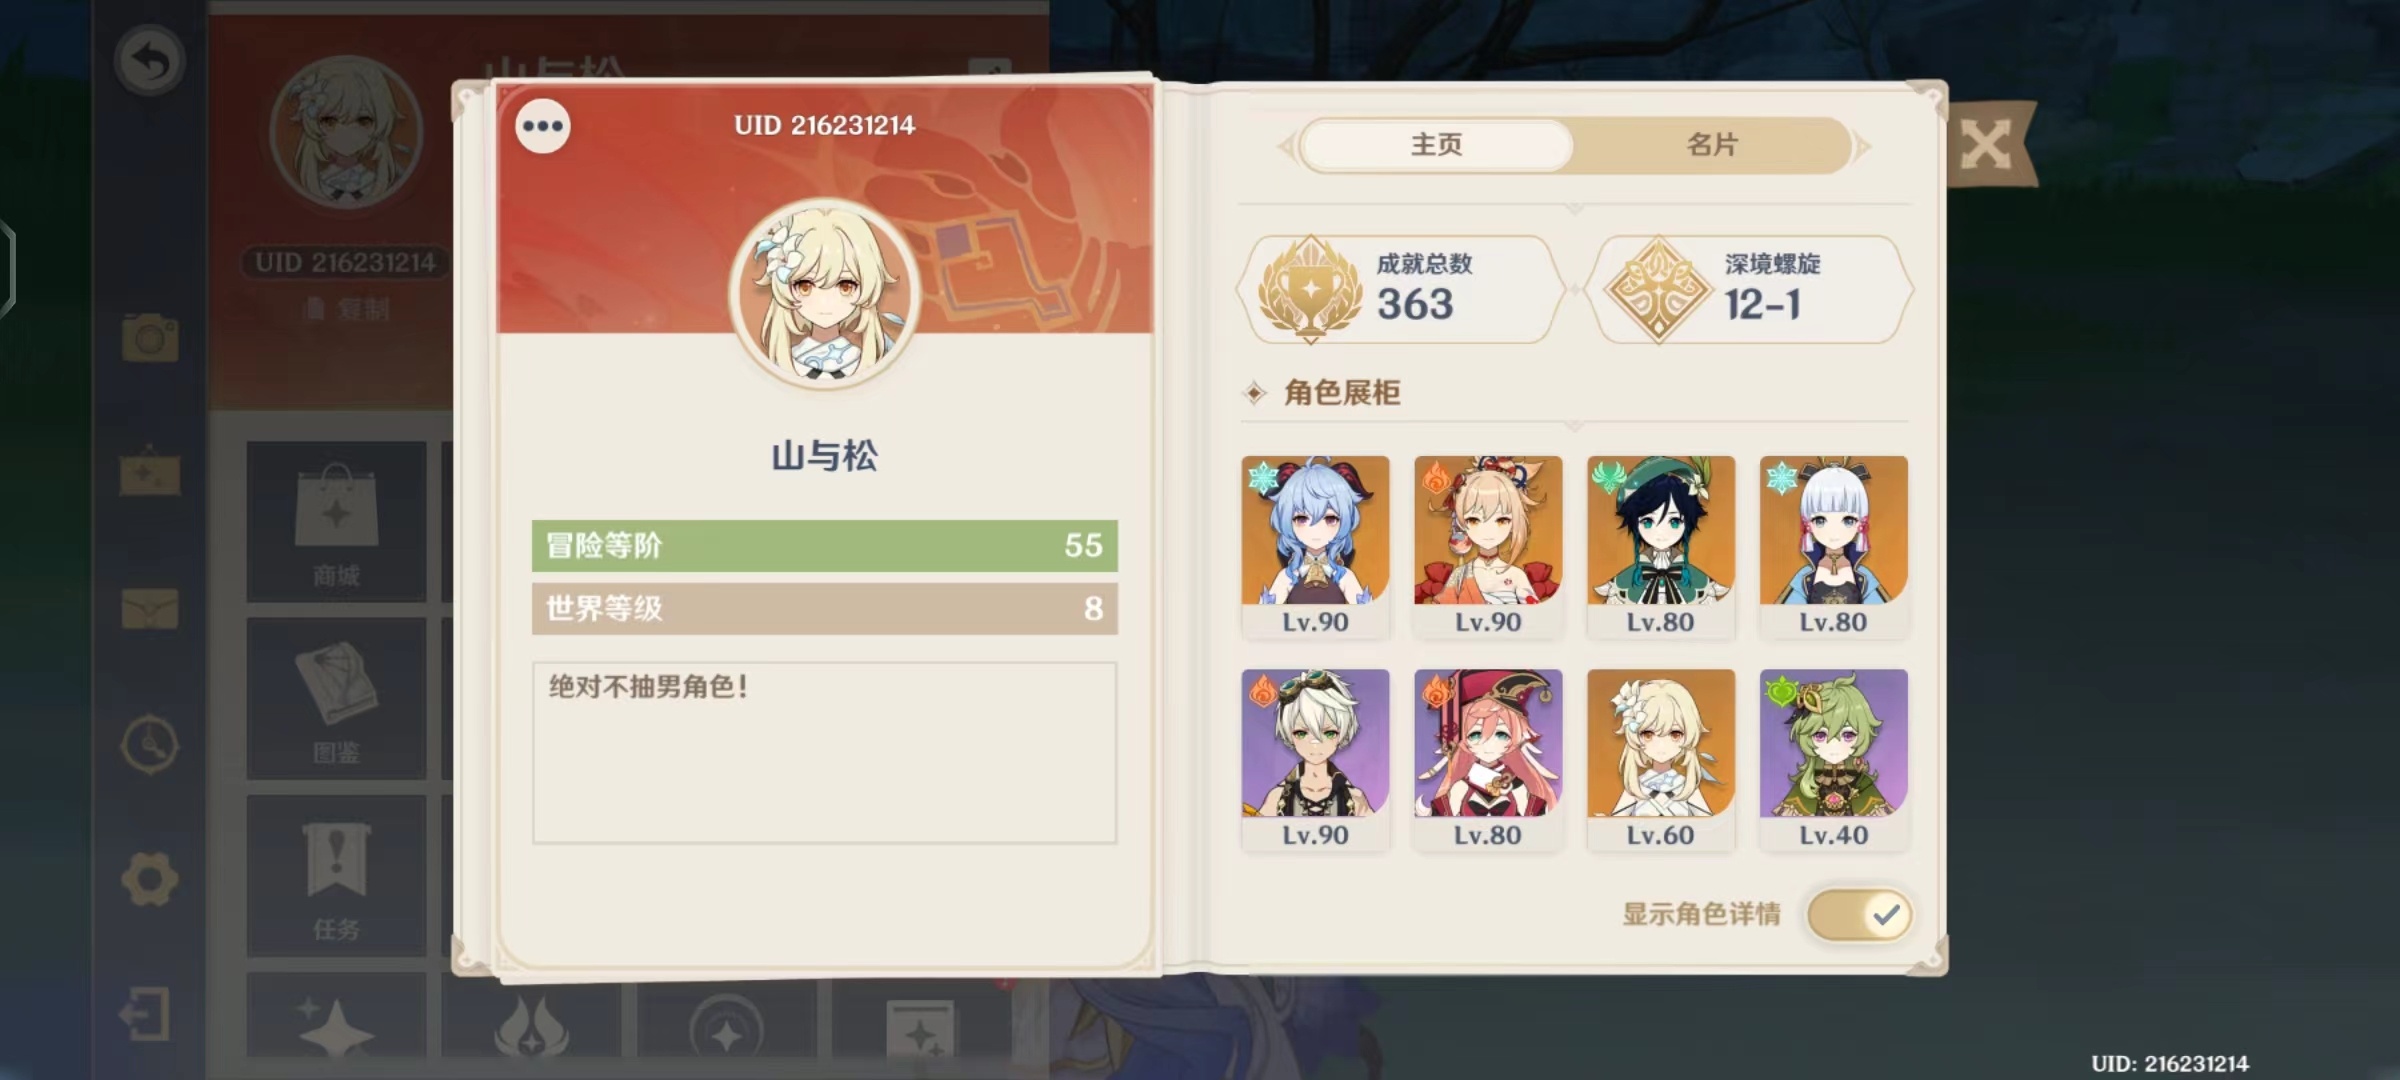 山与松
UID 216231214
复制
商城
图鉴
任务
UID 216231214
山与松
冒险等阶 55
世界等级 8
绝对不抽男角色！
主页 名片
成就总数 深境螺旋
363 12-1
角色展柜
Lv.90 Lv.90 Lv.80 Lv.80
Lv.90 Lv.80 Lv.60 Lv.40
显示角色详情
UID: 216231214